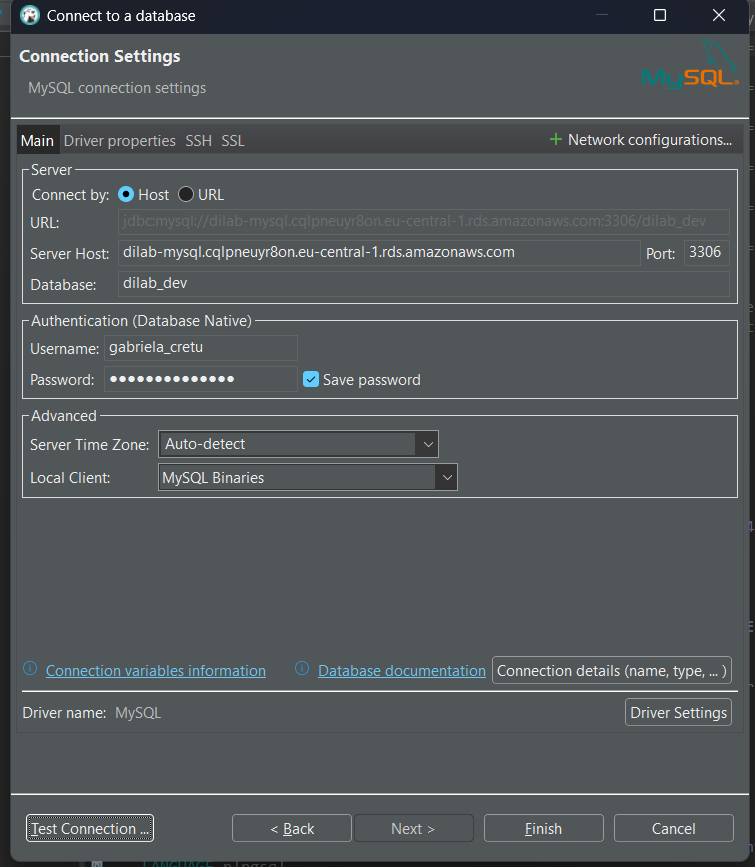 Connect to a database
Connection Settings
MySQL connection settings
MySQL
Main Driver properties SSH SSL + Network configurations...
Server
Connect by: Host URL
URL: jdbc:mysql://dilab-mysql.cqlpneuyr8on.eu-central-1.rds.amazonaws.com:3306/dilab_dev
Server Host: dilab-mysql.cqlpneuyr8on.eu-central-1.rds.amazonaws.com Port: 3306
Database: dilab_dev
Authentication (Database Native)
Username: gabriela_cretu
Password: ●●●●●●●●●●●●●● Save password
Advanced
Server Time Zone: Auto-detect
Local Client: MySQL Binaries
Connection variables information Database documentation Connection details (name, type, ... )
Driver name: MySQL Driver Settings
Test Connection ... < Back Next > Finish Cancel